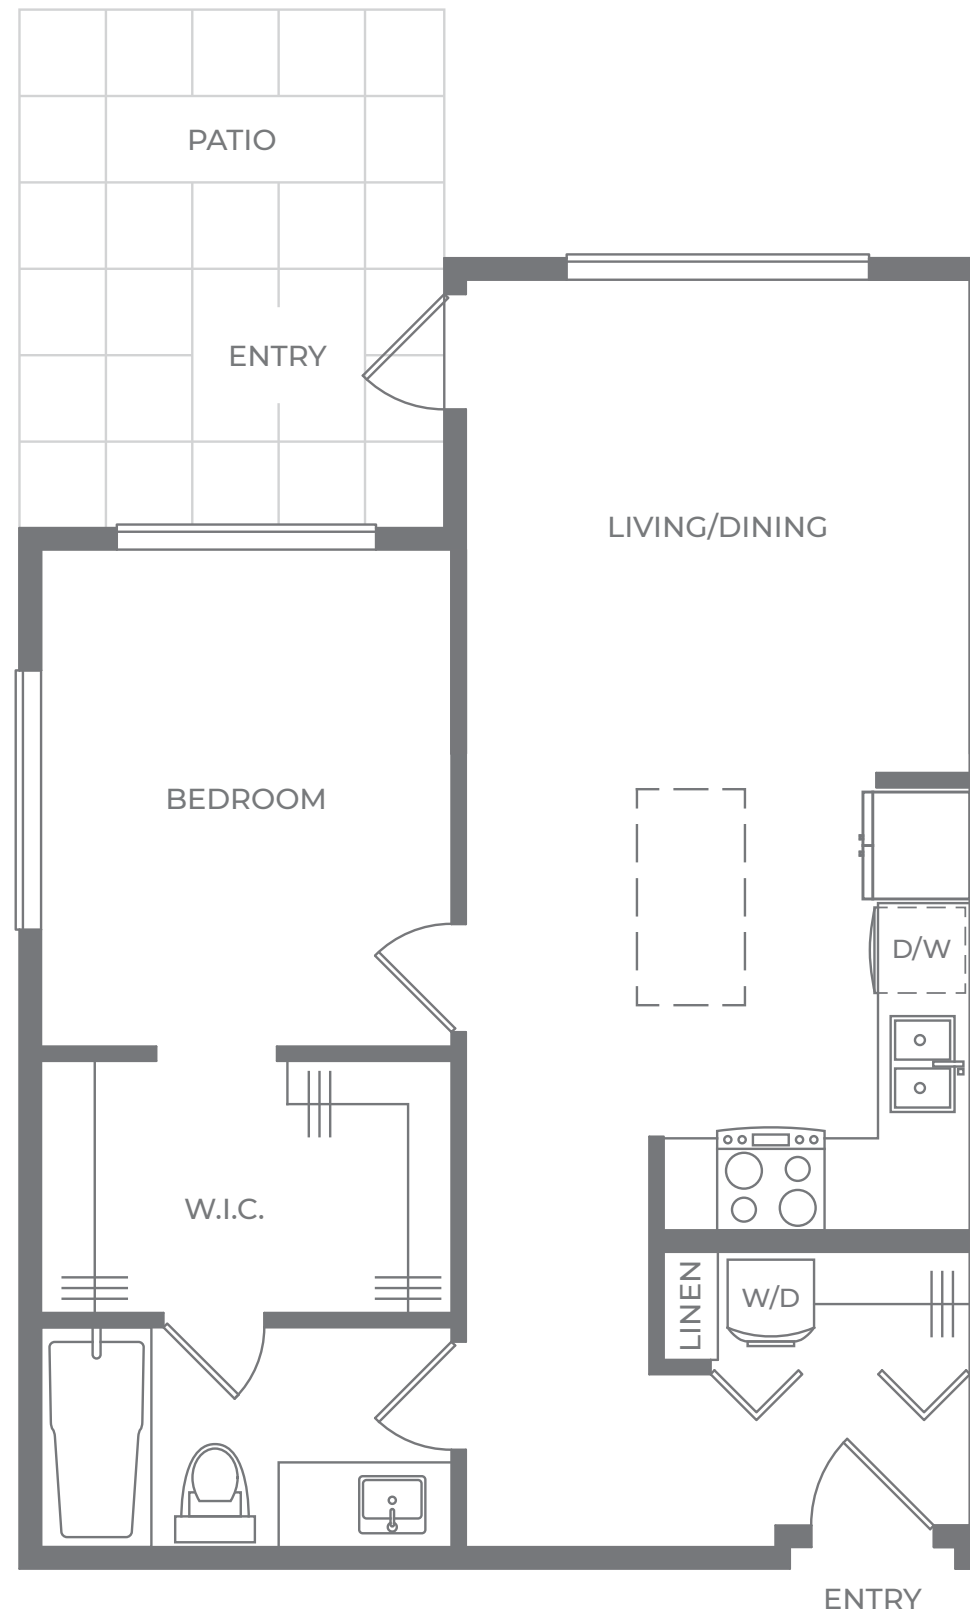 PATIO
ENTRY
LIVING/DINING
BEDROOM
D/W
W.I.C.
LINEN
W/D
ENTRY